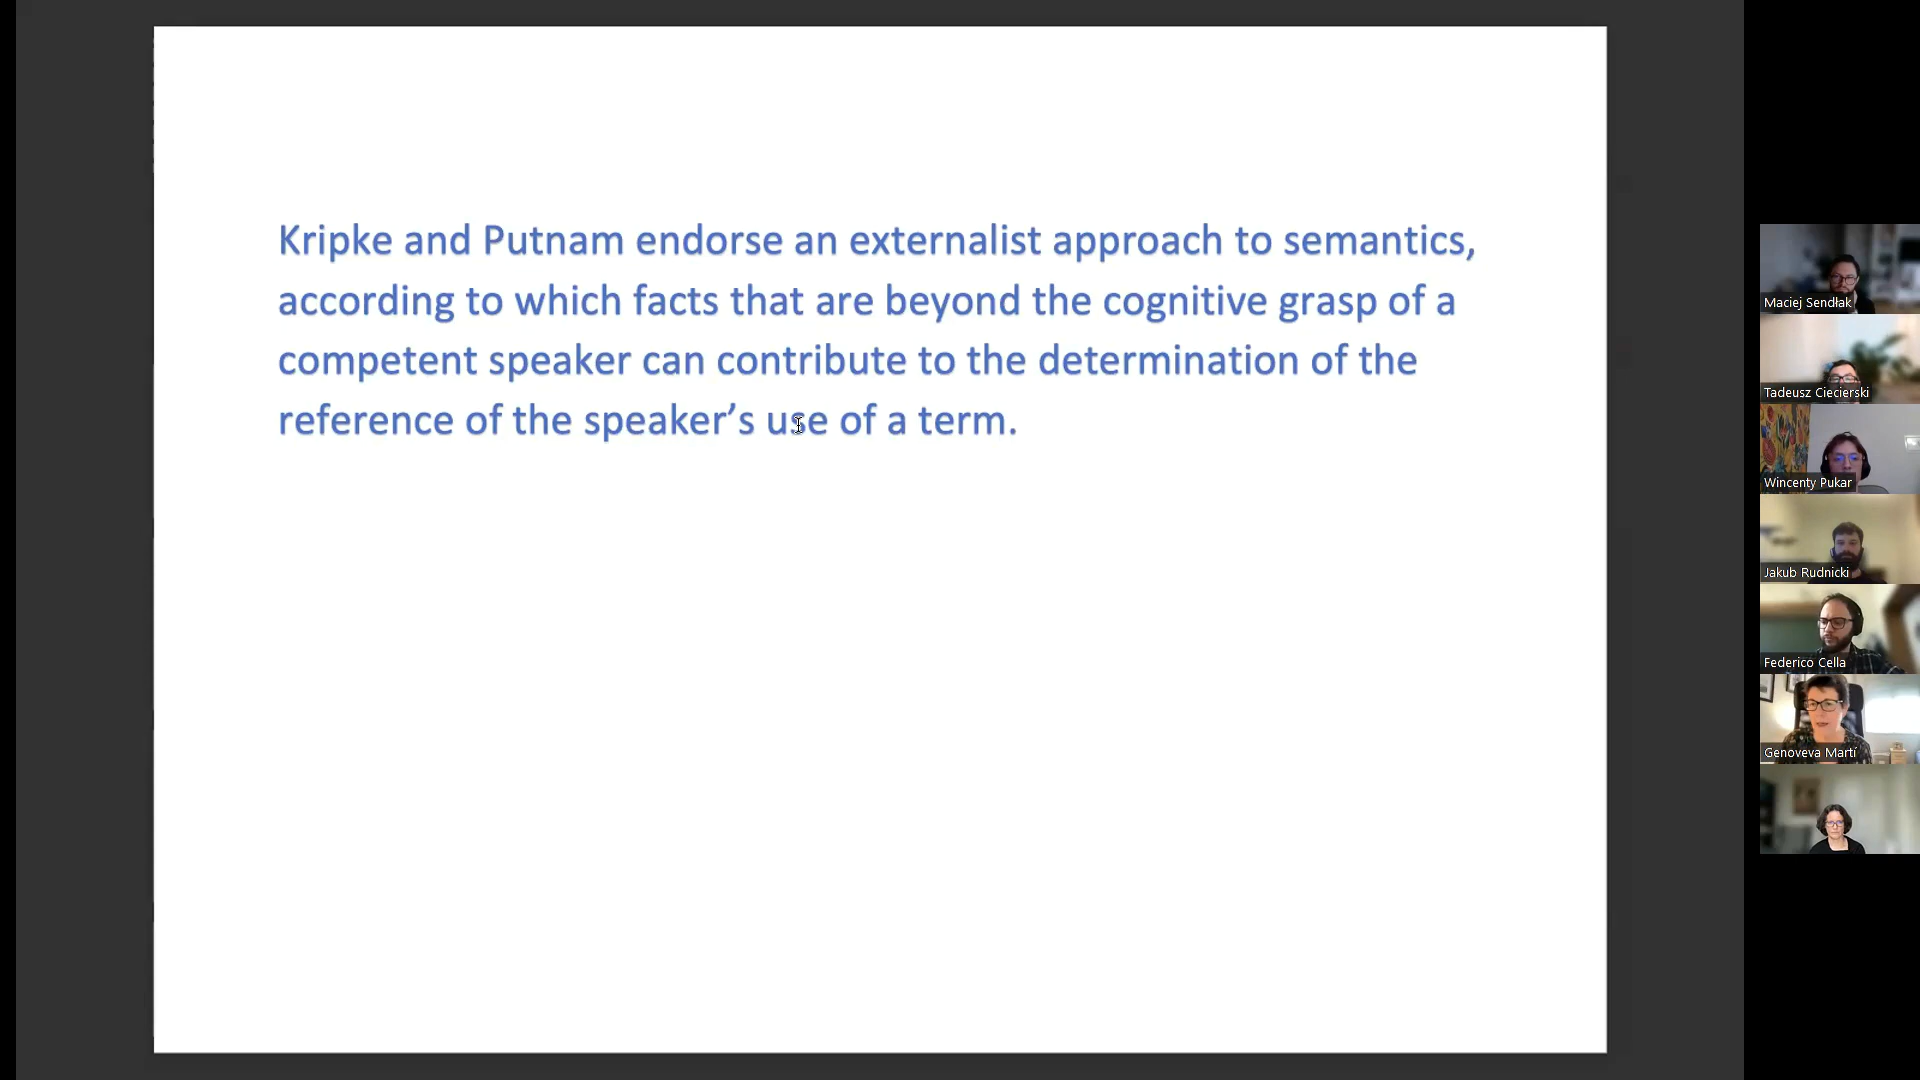 Kripke and Putnam endorse an externalist approach to semantics,
according to which facts that are beyond the cognitive grasp of a
competent speaker can contribute to the determination of the
reference of the speaker’s use of a term.
Maciej Sendłak
Tadeusz Ciecierski
Wincenty Pukar
Jakub Rudnicki
Federico Cella
Genoveva Martí